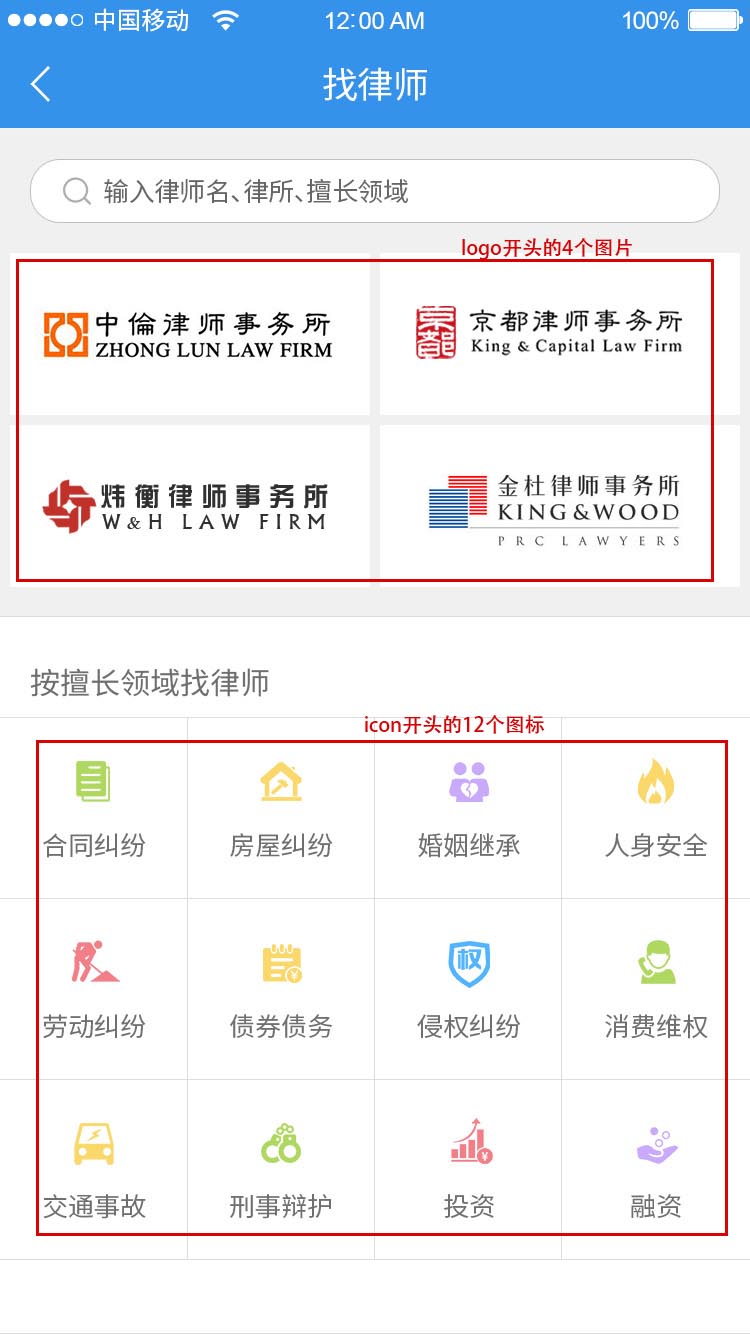 中国移动 12:00 AM 100%
找律师
输入律师名、律所、擅长领域
logo开头的4个图片
中倫律师事务所
ZHONG LUN LAW FIRM
京都
京都律师事务所
King & Capital Law Firm
炜衡律师事务所
W&H LAW FIRM
金杜律师事务所
KING&WOOD
PRC LAWYERS
按擅长领域找律师
icon开头的12个图标
合同纠纷 房屋纠纷 婚姻继承 人身安全
权
劳动纠纷 债券债务 侵权纠纷 消费维权
¥
交通事故 刑事辩护 投资 融资